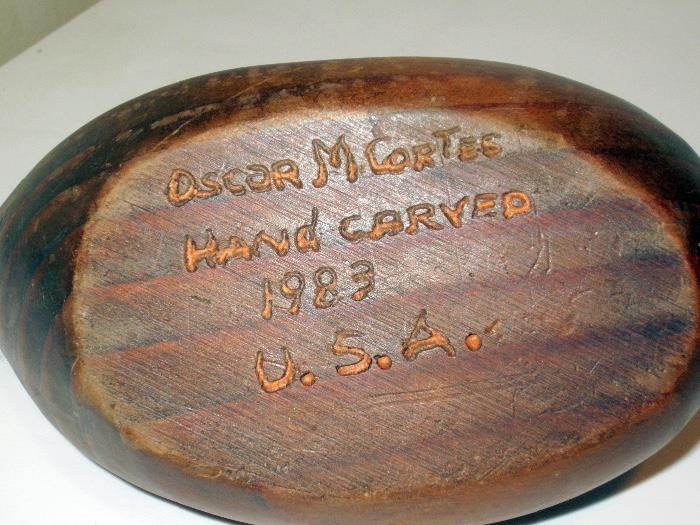 Oscar M Cortes
HAND CARVED
1983
U.S.A.